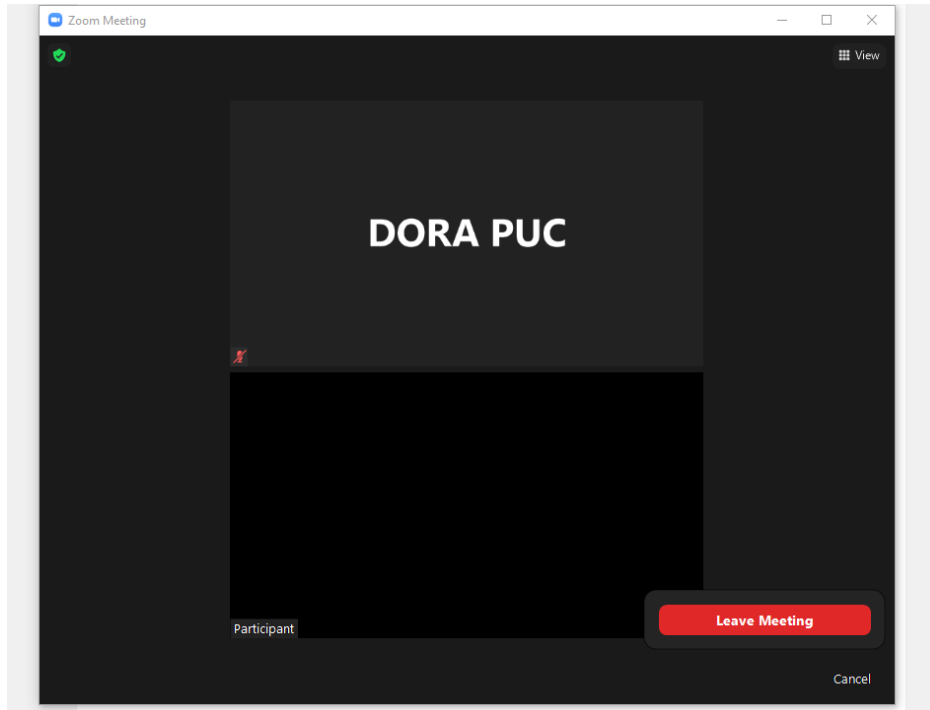 Zoom Meeting
View
DORA PUC
Participant
Leave Meeting
Cancel